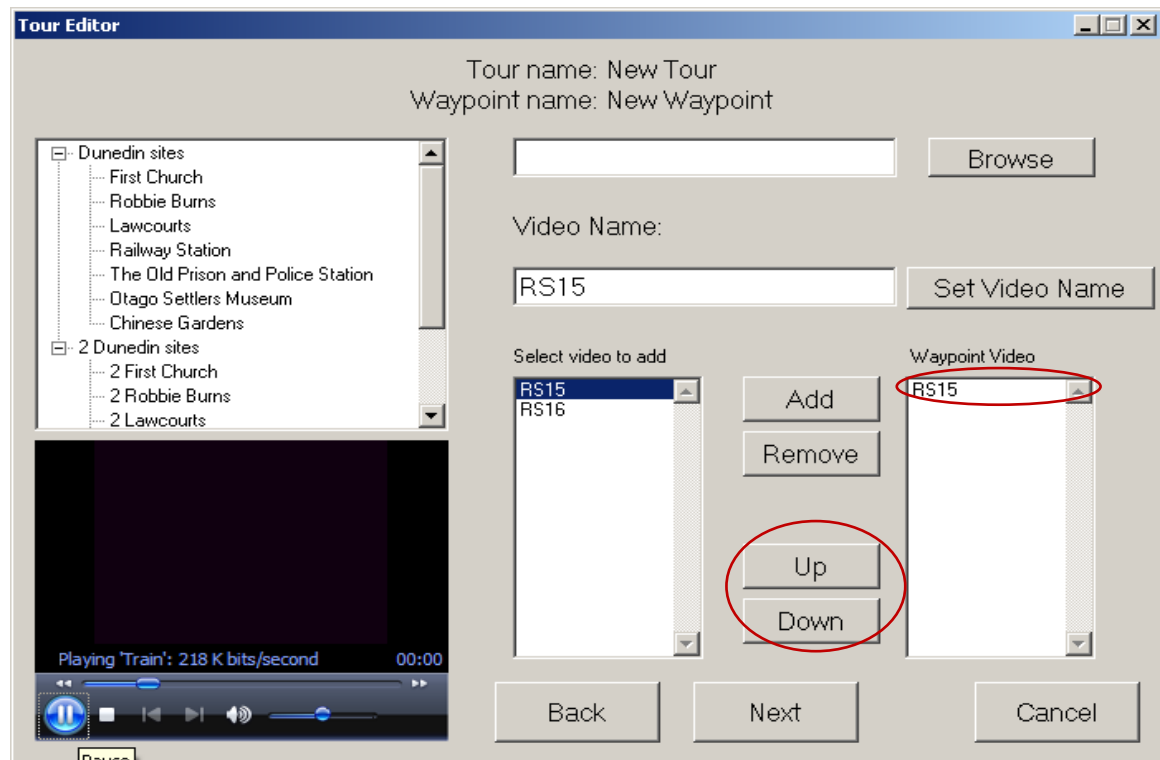 Tour Editor
Tour name: New Tour
Waypoint name: New Waypoint
Dunedin sites
First Church
Robbie Burns
Lawcourts
Railway Station
The Old Prison and Police Station
Otago Settlers Museum
Chinese Gardens
2 Dunedin sites
2 First Church
2 Robbie Burns
2 Lawcourts
Playing 'Train': 218 K bits/second 00:00
Pause
Browse
Video Name:
RS15
Set Video Name
Select video to add
RS15
RS16
Add
Remove
Up
Down
Waypoint Video
RS15
Back
Next
Cancel